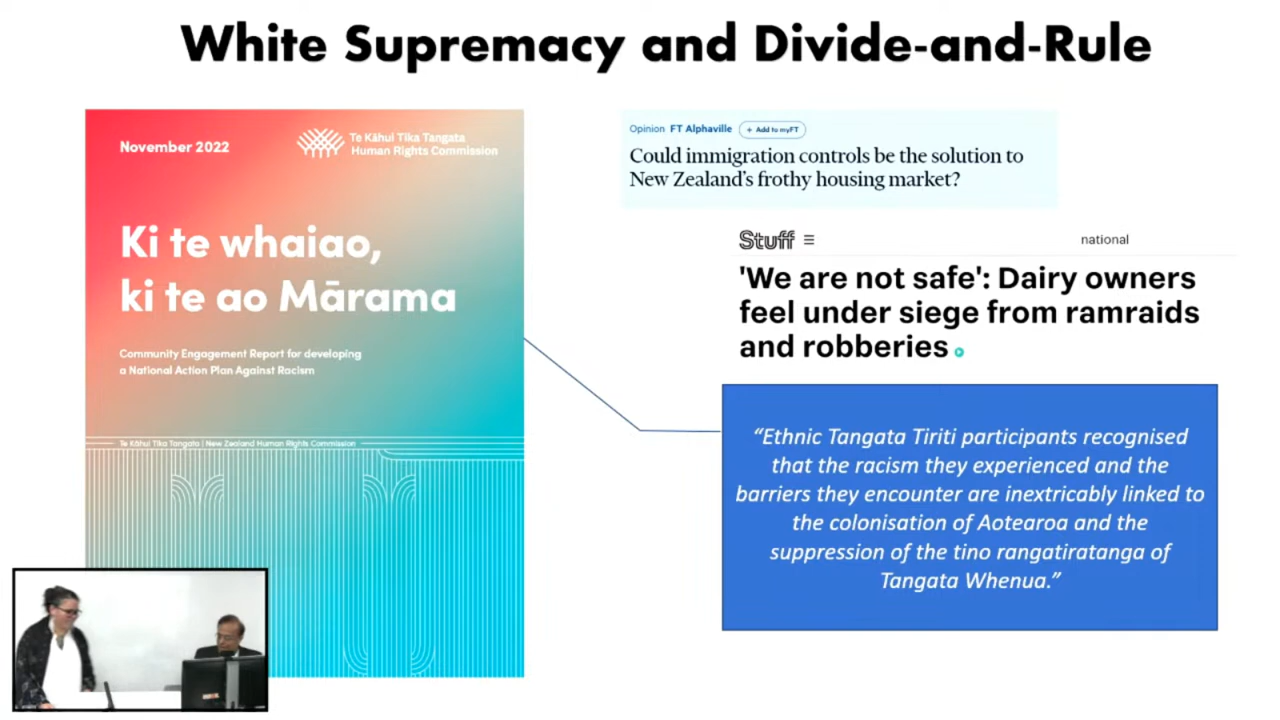 White Supremacy and Divide-and-Rule
November 2022
Te Kāhui Tika Tangata
Human Rights Commission
Ki te whaiao,
ki te ao Mārama
Community Engagement Report for developing
a National Action Plan Against Racism
Te Kāhui Tika Tangata | New Zealand Human Rights Commission
Opinion FT Alphaville + Add to myFT
Could immigration controls be the solution to
New Zealand's frothy housing market?
Stuff national
'We are not safe': Dairy owners
feel under siege from ramraids
and robberies
“Ethnic Tangata Tiriti participants recognised
that the racism they experienced and the
barriers they encounter are inextricably linked to
the colonisation of Aotearoa and the
suppression of the tino rangatiratanga of
Tangata Whenua.”